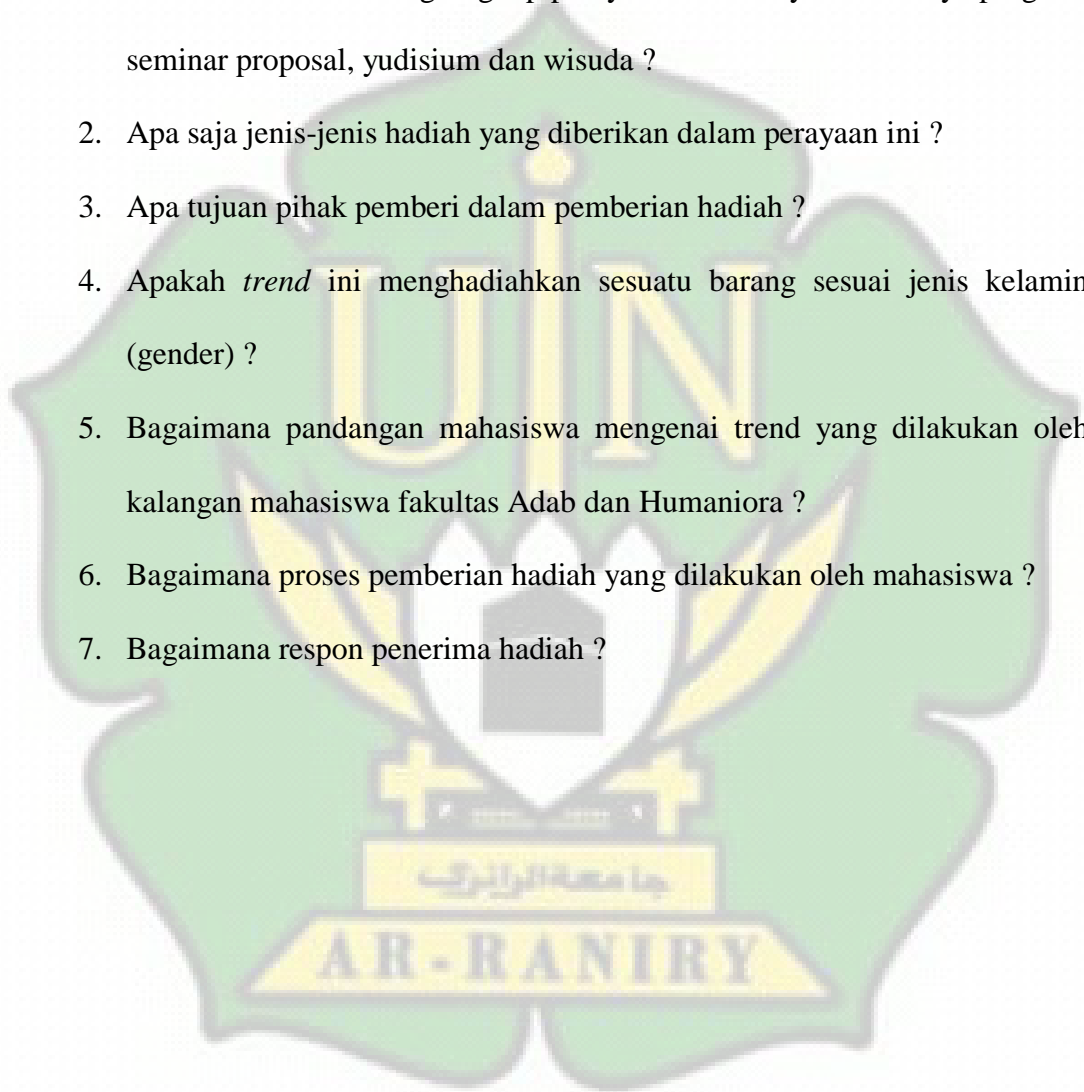 seminar proposal, yudisium dan wisuda ?
2. Apa saja jenis-jenis hadiah yang diberikan dalam perayaan ini ?
3. Apa tujuan pihak pemberi dalam pemberian hadiah ?
4. Apakah trend ini menghadiahkan sesuatu barang sesuai jenis kelamin
(gender) ?
5. Bagaimana pandangan mahasiswa mengenai trend yang dilakukan oleh
kalangan mahasiswa fakultas Adab dan Humaniora ?
6. Bagaimana proses pemberian hadiah yang dilakukan oleh mahasiswa ?
7. Bagaimana respon penerima hadiah ?
UIN
جامعة الرانري
AR-RANIRY